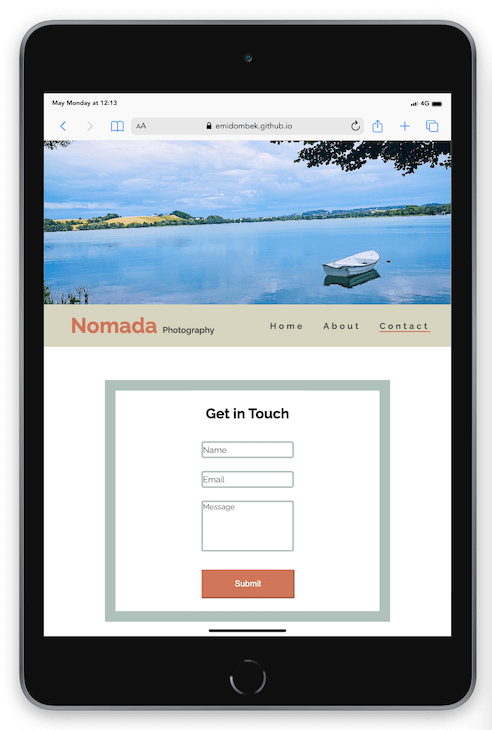 May Monday at 12:13 4G
AA emidombek.github.io
Nomada Photography Home About Contact
Get in Touch
Name
Email
Message
Submit